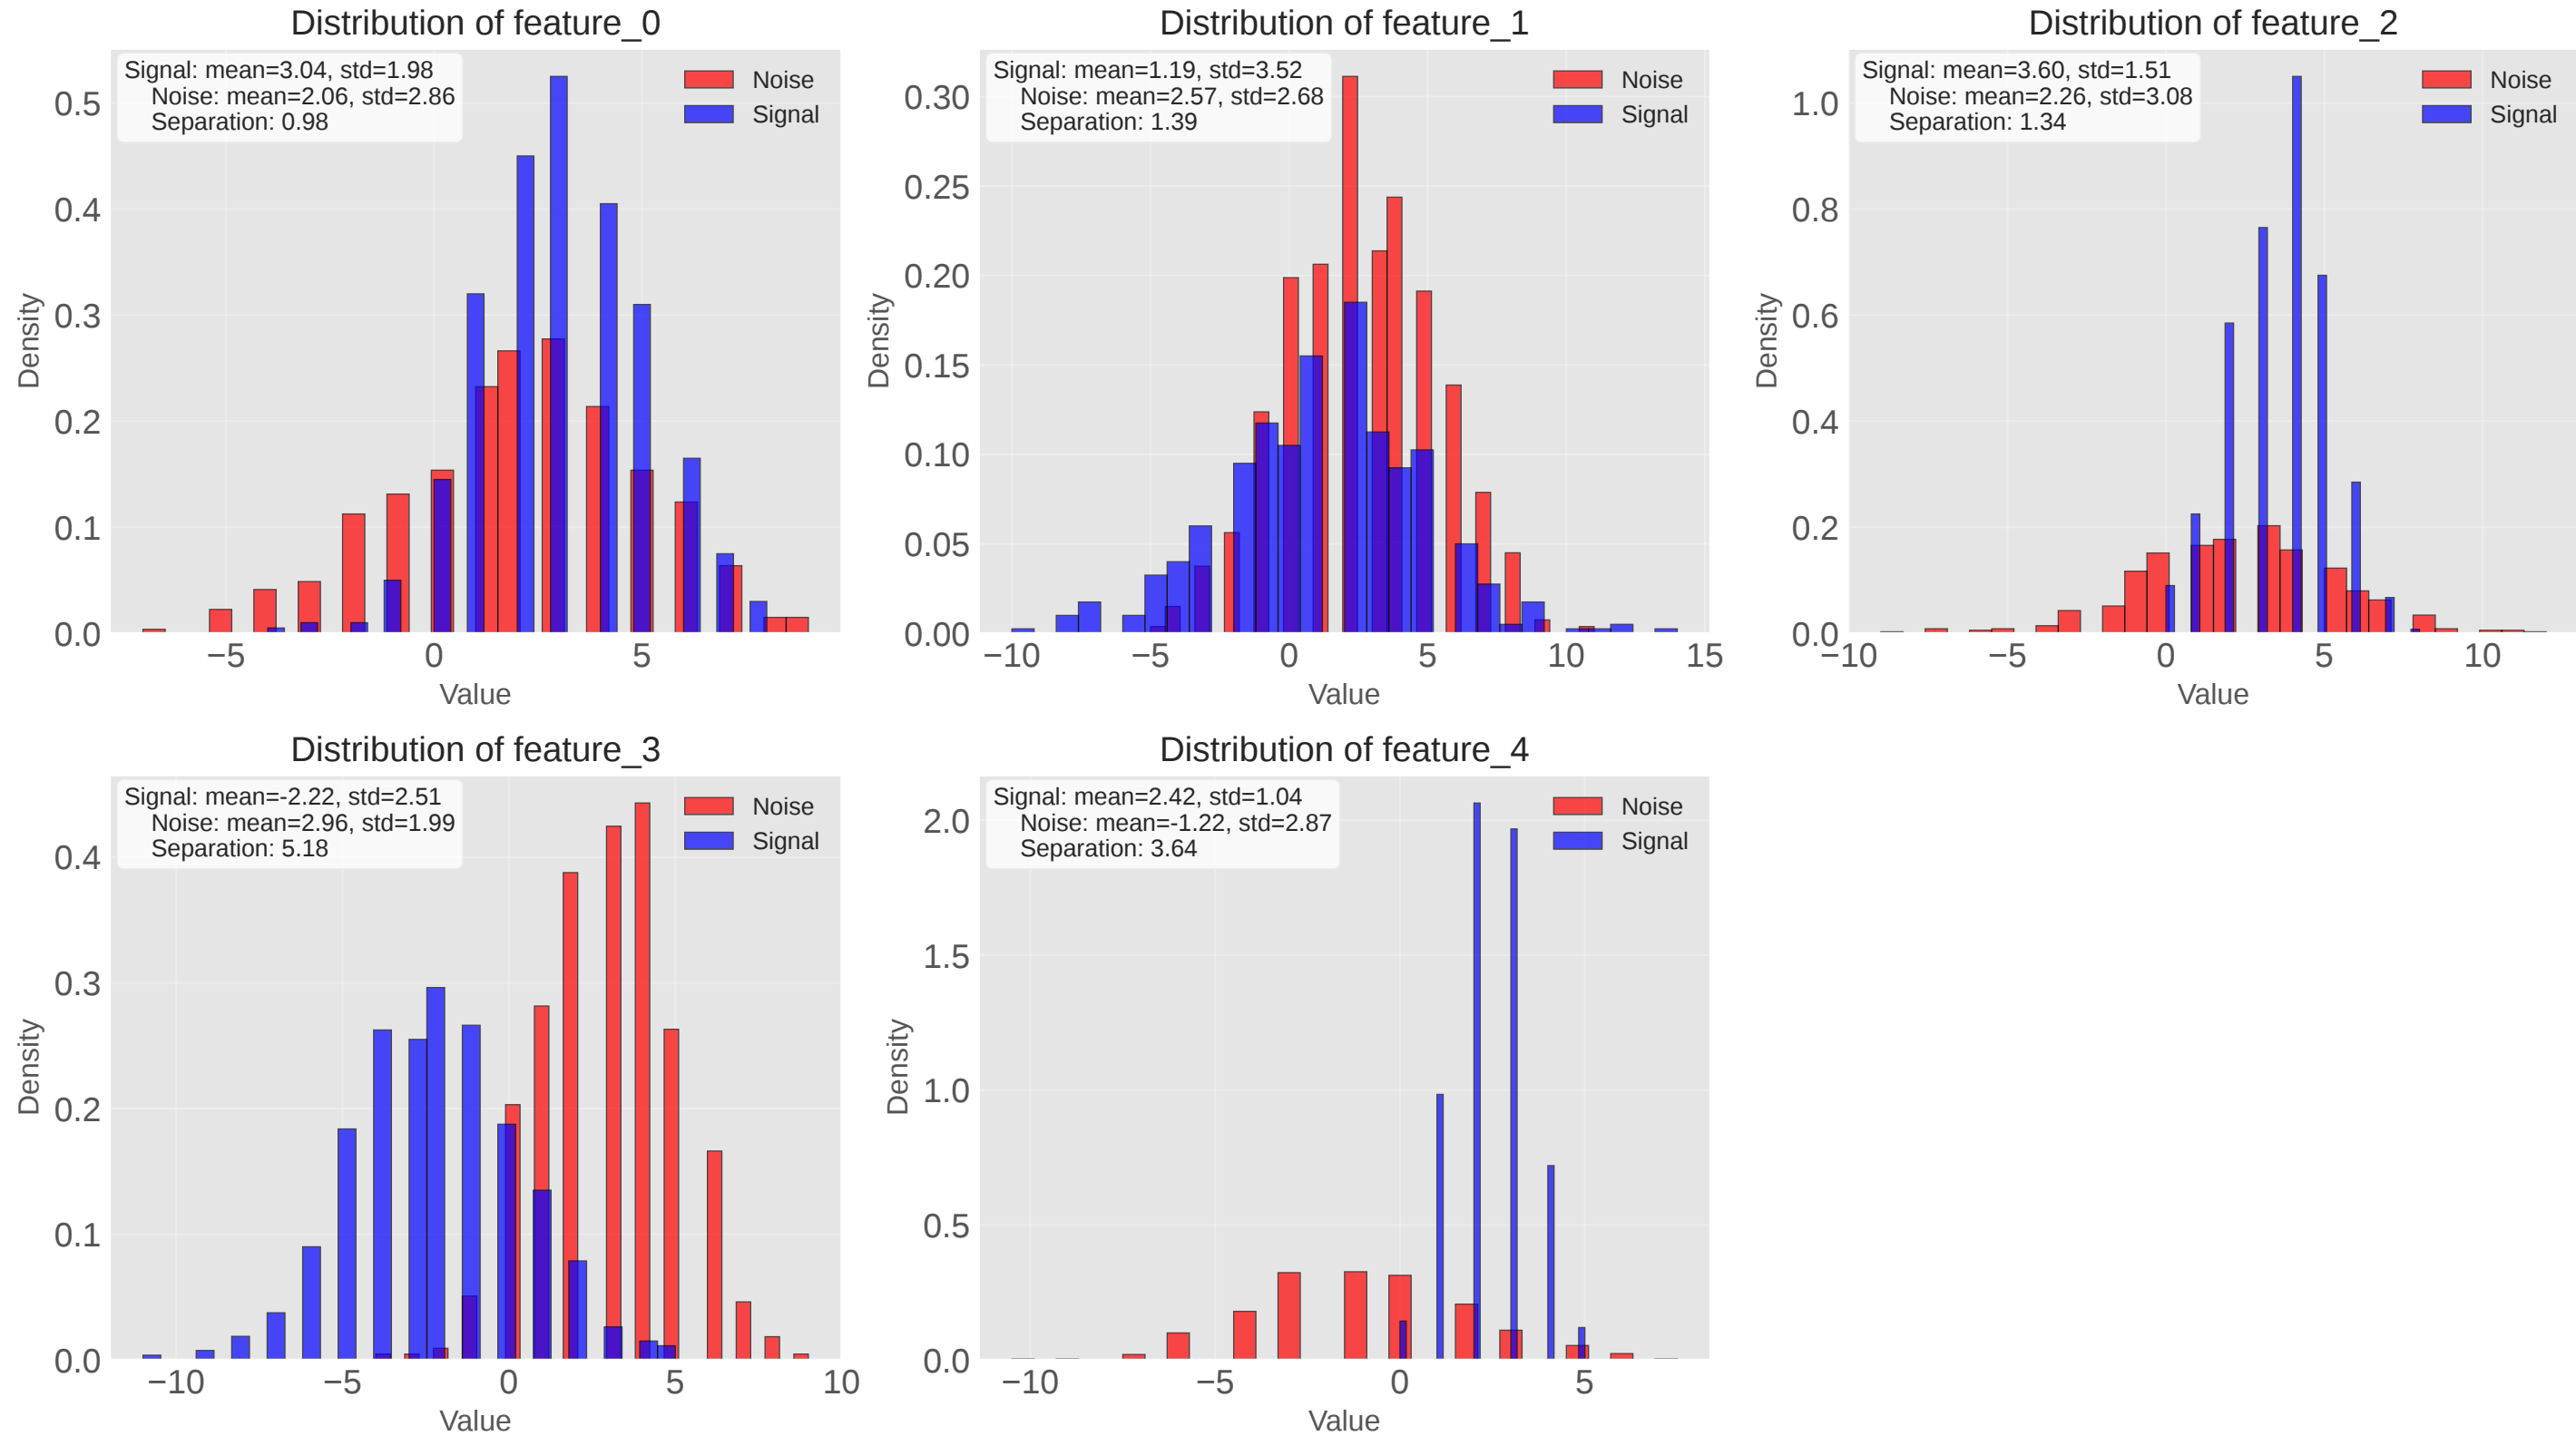 Distribution of feature_0
Signal: mean=3.04, std=1.98
Noise: mean=2.06, std=2.86
Separation: 0.98
Noise
Signal
Density
0.5
0.4
0.3
0.2
0.1
0.0
−5 0 5
Value
Distribution of feature_1
Signal: mean=1.19, std=3.52
Noise: mean=2.57, std=2.68
Separation: 1.39
Noise
Signal
Density
0.30
0.25
0.20
0.15
0.10
0.05
0.00
−10 −5 0 5 10 15
Value
Distribution of feature_2
Signal: mean=3.60, std=1.51
Noise: mean=2.26, std=3.08
Separation: 1.34
Noise
Signal
Density
1.0
0.8
0.6
0.4
0.2
0.0
−10 −5 0 5 10
Value
Distribution of feature_3
Signal: mean=-2.22, std=2.51
Noise: mean=2.96, std=1.99
Separation: 5.18
Noise
Signal
Density
0.4
0.3
0.2
0.1
0.0
−10 −5 0 5 10
Value
Distribution of feature_4
Signal: mean=2.42, std=1.04
Noise: mean=-1.22, std=2.87
Separation: 3.64
Noise
Signal
Density
2.0
1.5
1.0
0.5
0.0
−10 −5 0 5
Value